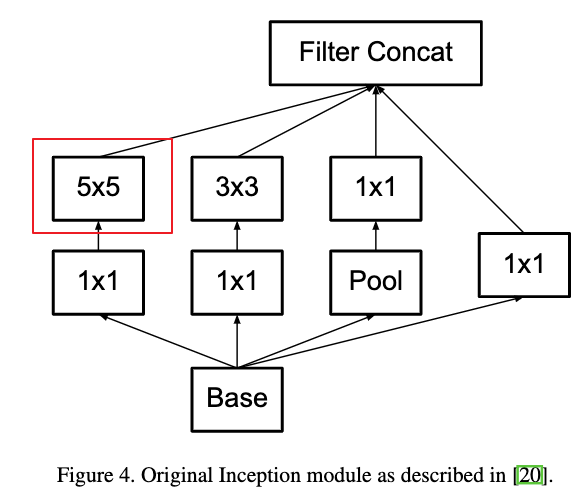 Filter Concat
5x5
3x3
1x1
1x1
1x1
1x1
Pool
Base
Figure 4. Original Inception module as described in [20].